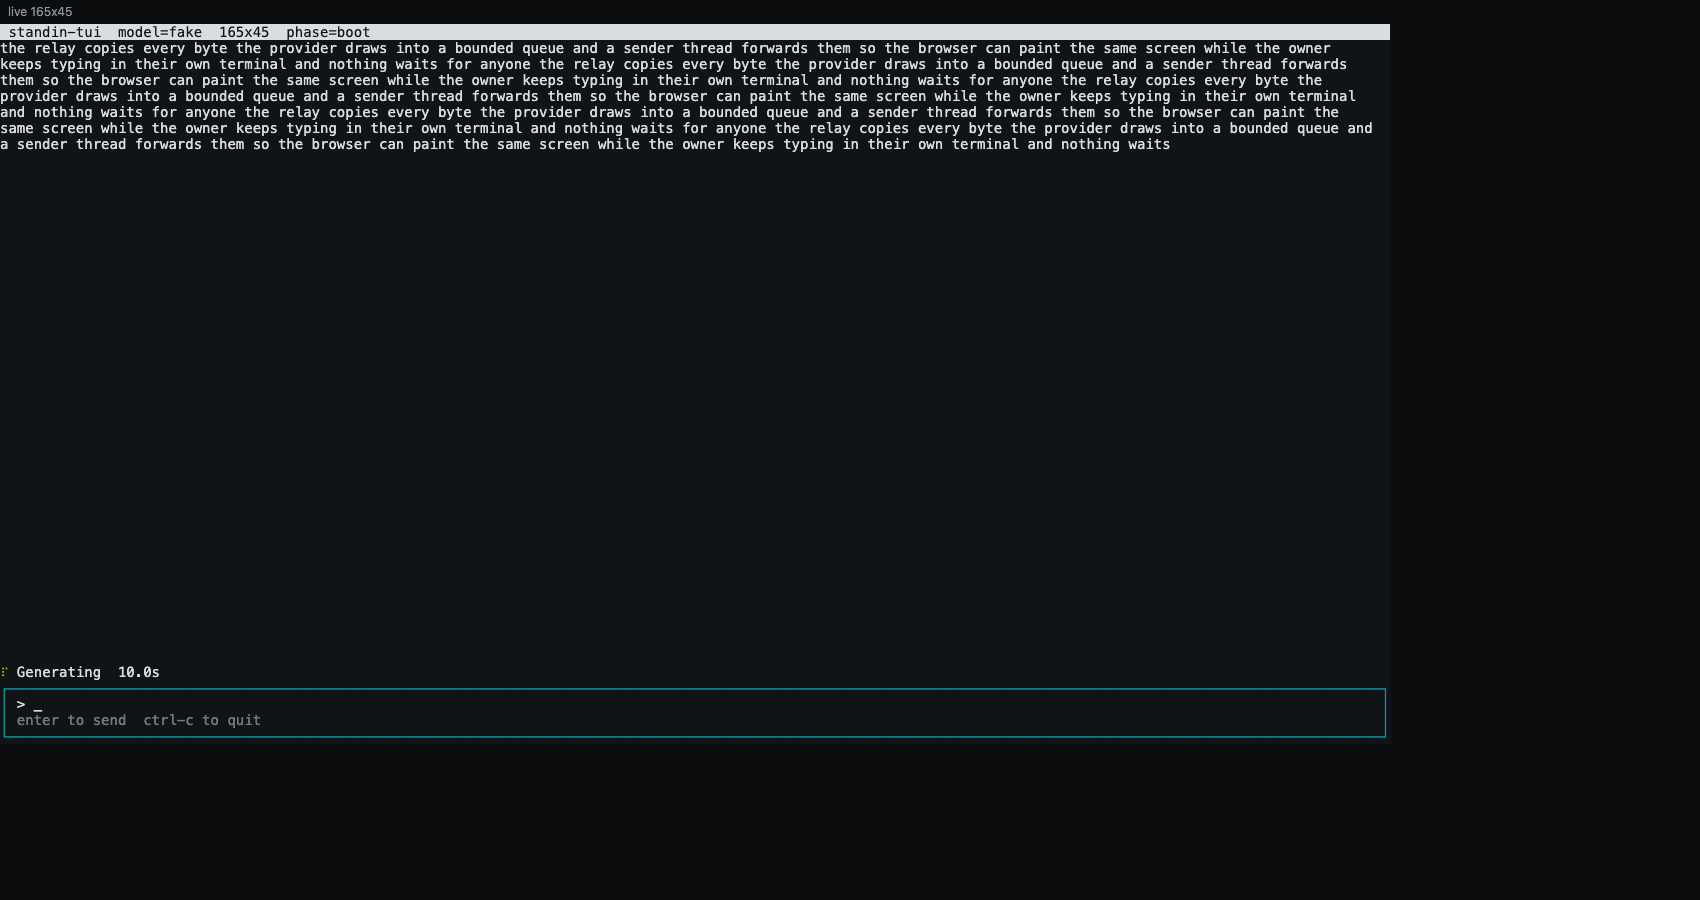 live 165x45
standin-tui  model=fake  165x45  phase=boot
the relay copies every byte the provider draws into a bounded queue and a sender thread forwards them so the browser can paint the same screen while the owner
keeps typing in their own terminal and nothing waits for anyone the relay copies every byte the provider draws into a bounded queue and a sender thread forwards
them so the browser can paint the same screen while the owner keeps typing in their own terminal and nothing waits for anyone the relay copies every byte the
provider draws into a bounded queue and a sender thread forwards them so the browser can paint the same screen while the owner keeps typing in their own terminal
and nothing waits for anyone the relay copies every byte the provider draws into a bounded queue and a sender thread forwards them so the browser can paint the
same screen while the owner keeps typing in their own terminal and nothing waits for anyone the relay copies every byte the provider draws into a bounded queue and
a sender thread forwards them so the browser can paint the same screen while the owner keeps typing in their own terminal and nothing waits
Generating  10.0s
> _
enter to send  ctrl-c to quit